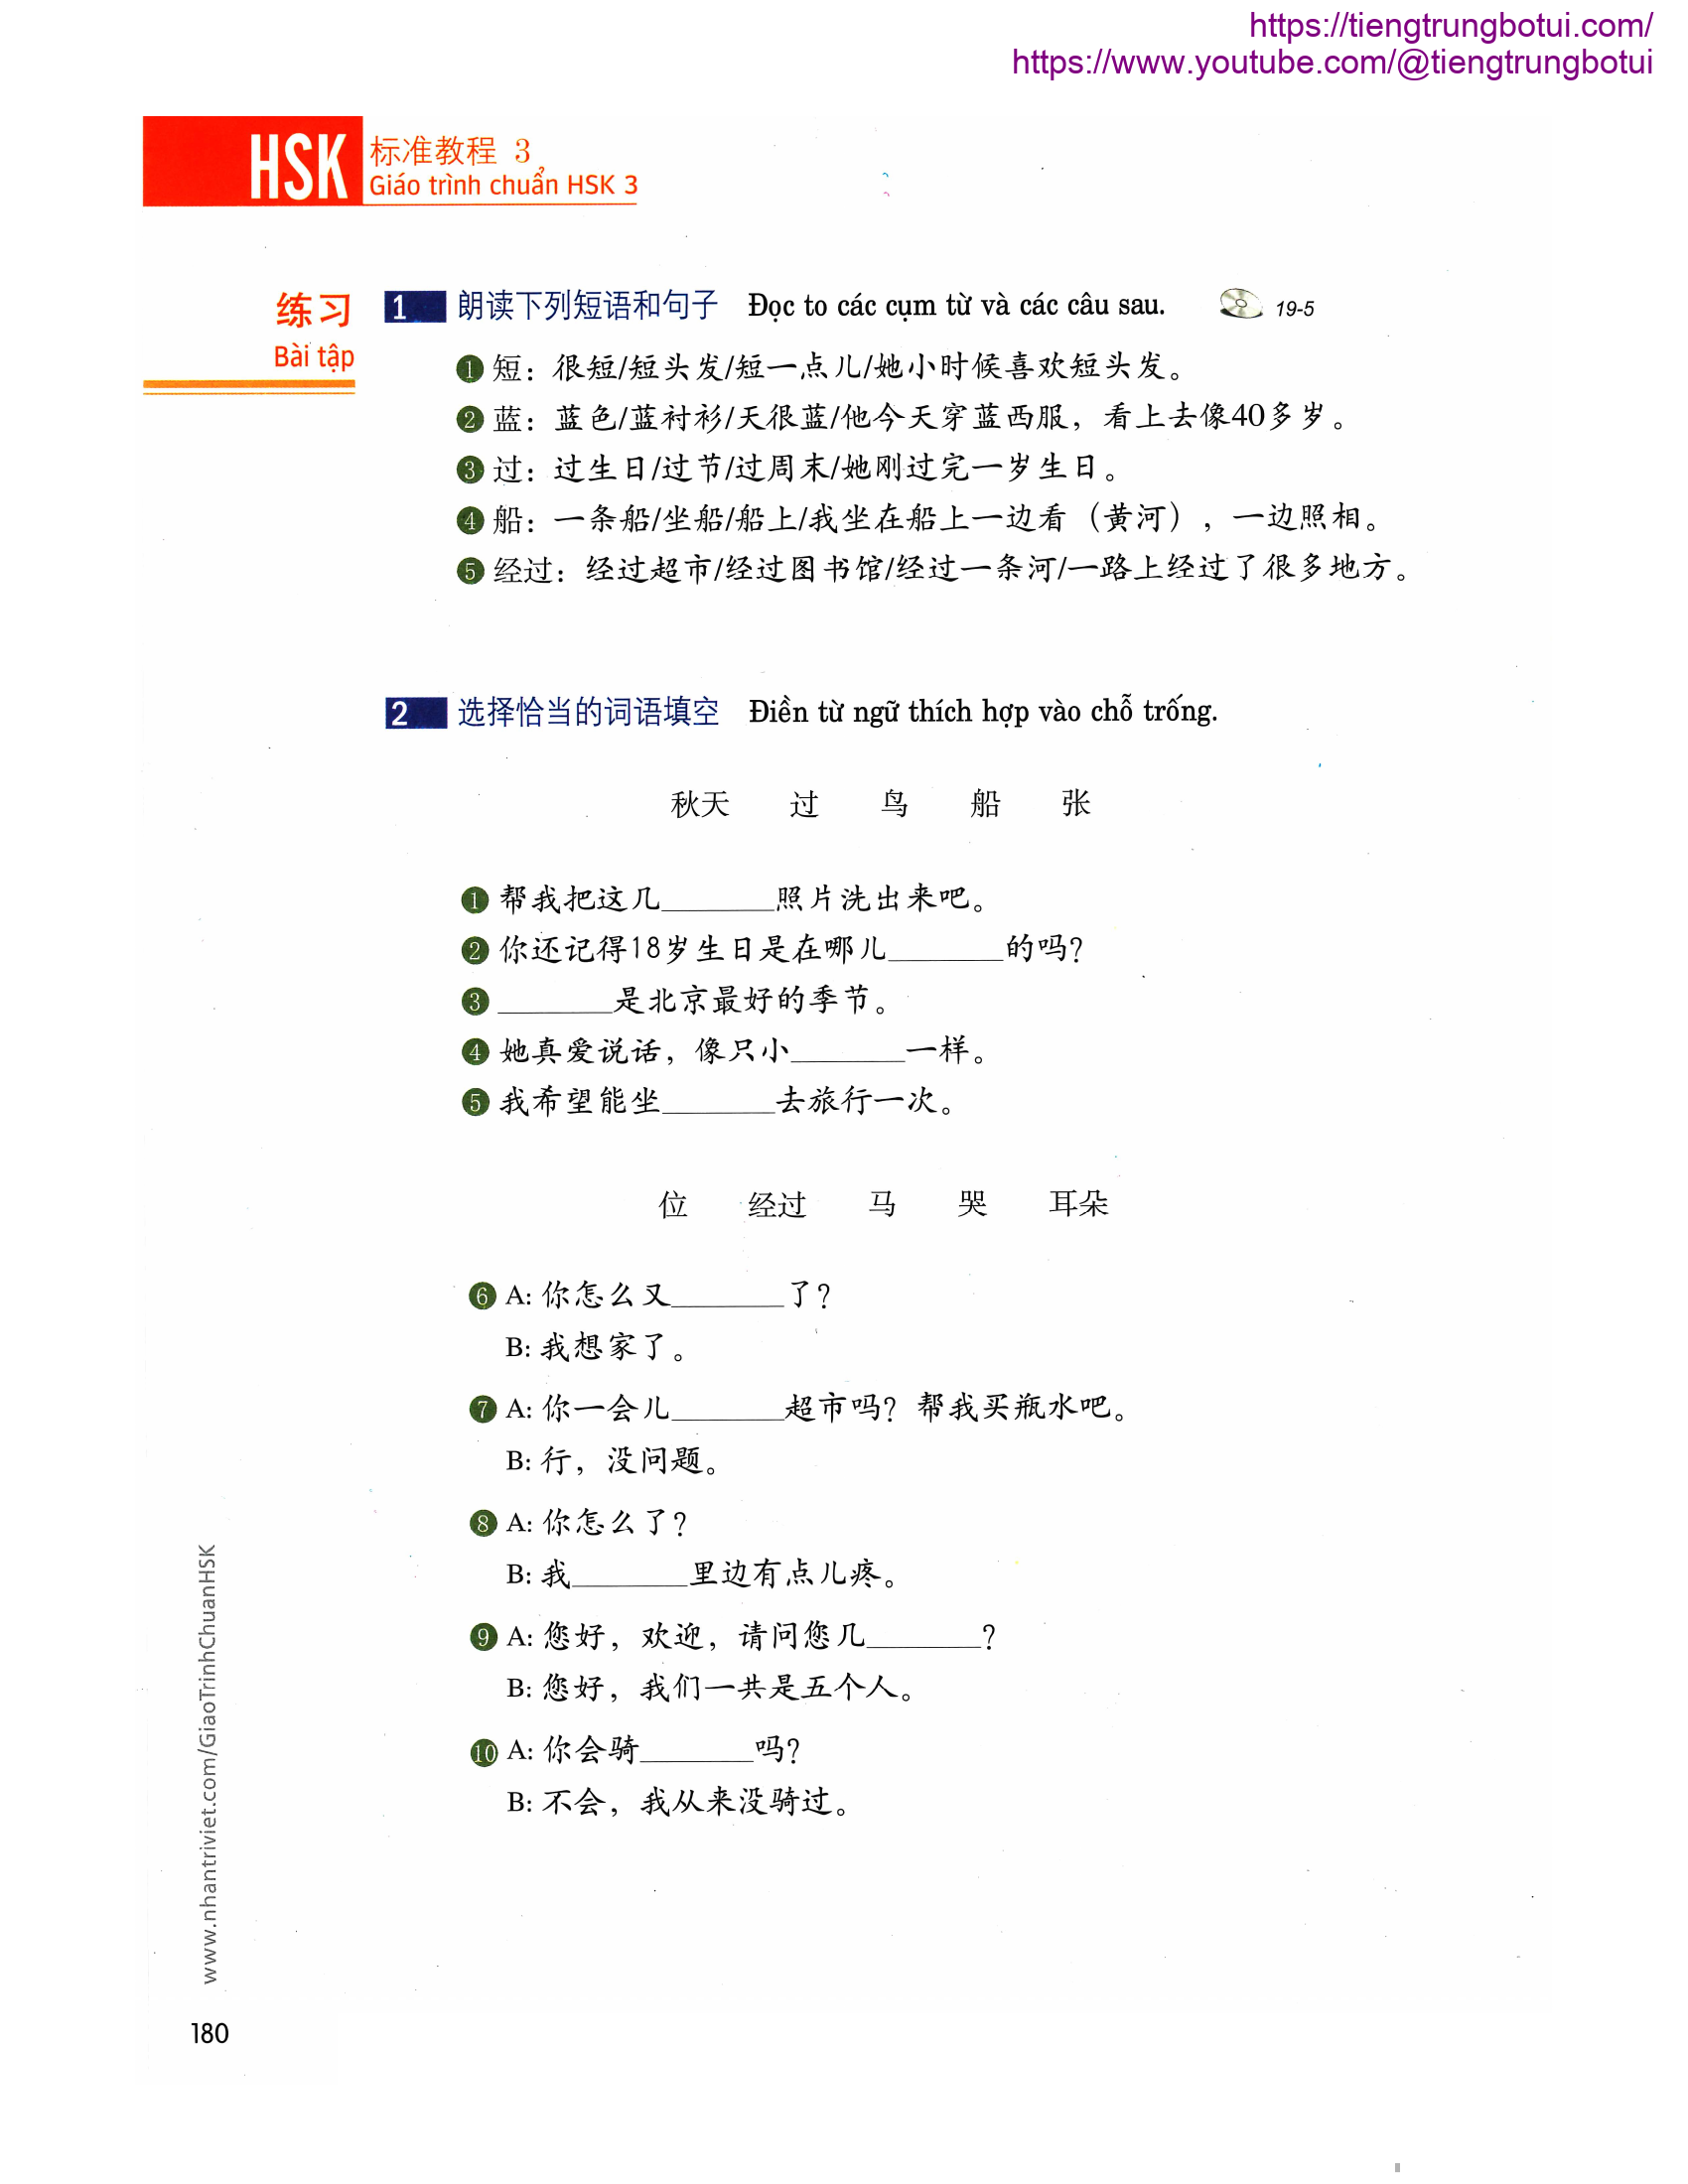 https://tiengtrungbotui.com/
https://www.youtube.com/@tiengtrungbotui
HSK 标准教程 3
Giáo trình chuẩn HSK 3
练习
Bài tập
1 朗读下列短语和句子 Đọc to các cụm từ và các câu sau. 19-5
❶ 短：很短/短头发/短一点儿/她小时候喜欢短头发。
❷ 蓝：蓝色/蓝衬衫/天很蓝/他今天穿蓝西服，看上去像40多岁。
❸ 过：过生日/过节/过周末/她刚过完一岁生日。
❹ 船：一条船/坐船/船上/我坐在船上一边看（黄河），一边照相。
❺ 经过：经过超市/经过图书馆/经过一条河/一路上经过了很多地方。
2 选择恰当的词语填空 Điền từ ngữ thích hợp vào chỗ trống.
秋天 过 鸟 船 张
❶ 帮我把这几________照片洗出来吧。
❷ 你还记得18岁生日是在哪儿________的吗？
❸ ________是北京最好的季节。
❹ 她真爱说话，像只小________一样。
❺ 我希望能坐________去旅行一次。
位 经过 马 哭 耳朵
❻ A: 你怎么又________了？
B: 我想家了。
❼ A: 你一会儿________超市吗？帮我买瓶水吧。
B: 行，没问题。
❽ A: 你怎么了？
B: 我________里边有点儿疼。
❾ A: 您好，欢迎，请问您几________？
B: 您好，我们一共是五个人。
❿ A: 你会骑________吗？
B: 不会，我从来没骑过。
www.nhantriviet.com/GiaoTrinhChuanHSK
180